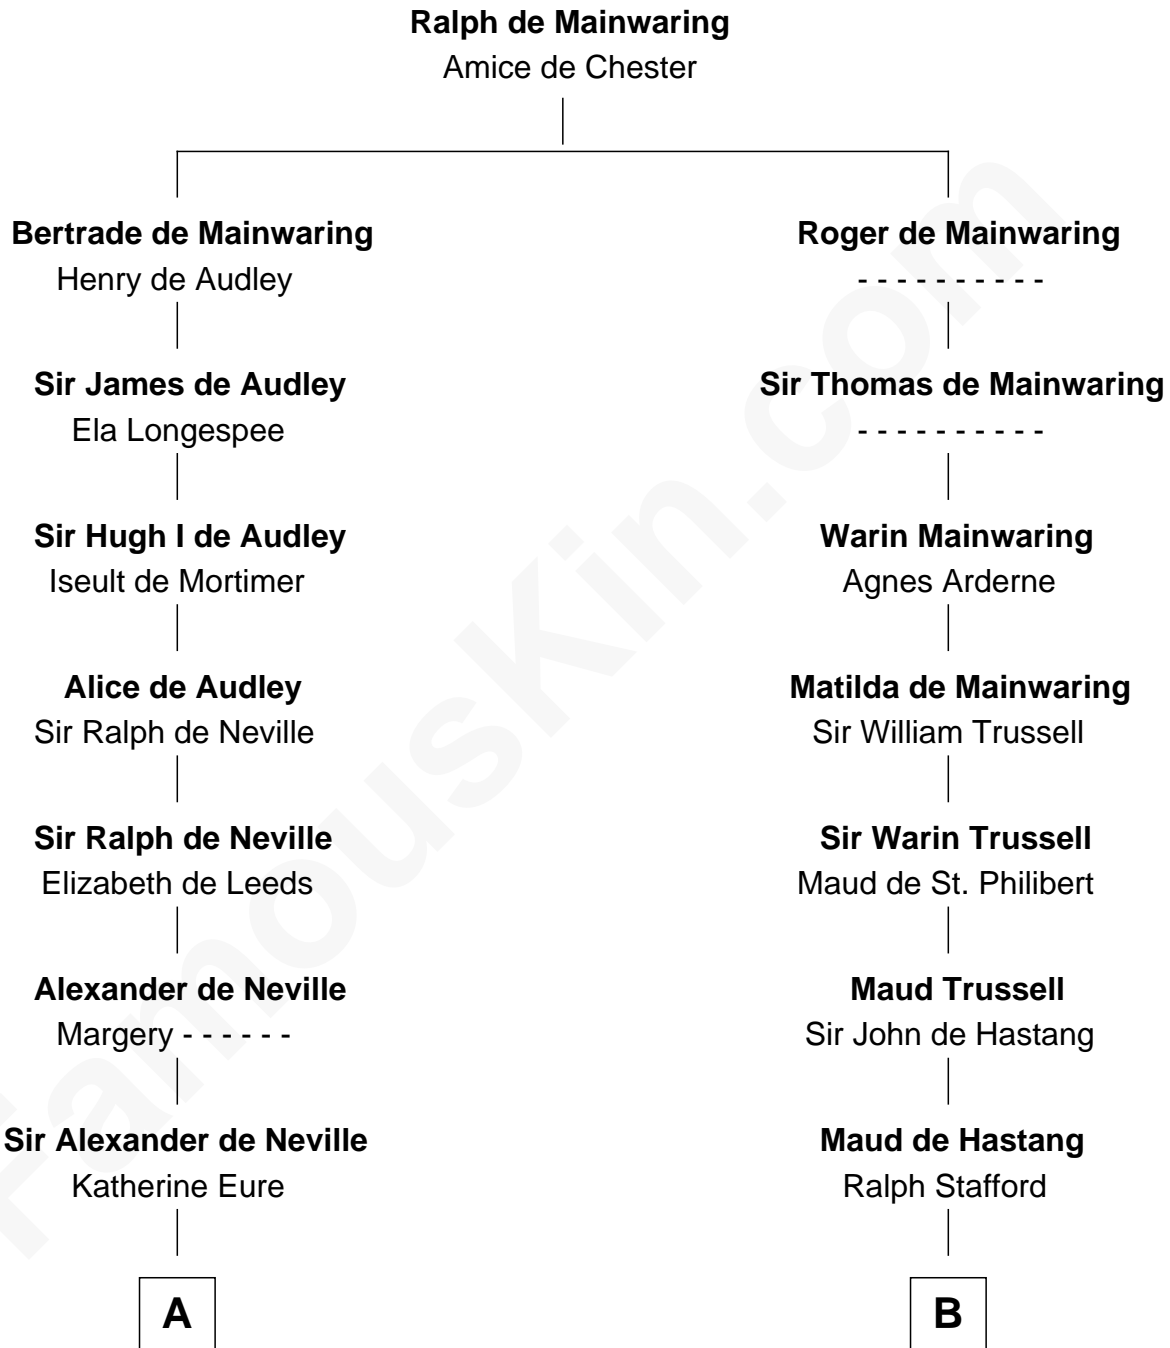 Ralph de Mainwaring
Amice de Chester
Bertrade de Mainwaring
Henry de Audley
Roger de Mainwaring
- - - - - - - - - -
Sir James de Audley
Ela Longespee
Sir Thomas de Mainwaring
- - - - - - - - - -
Sir Hugh I de Audley
Iseult de Mortimer
Warin Mainwaring
Agnes Arderne
Alice de Audley
Sir Ralph de Neville
Matilda de Mainwaring
Sir William Trussell
Sir Ralph de Neville
Elizabeth de Leeds
Sir Warin Trussell
Maud de St. Philibert
Alexander de Neville
Margery - - - - - -
Maud Trussell
Sir John de Hastang
Sir Alexander de Neville
Katherine Eure
Maud de Hastang
Ralph Stafford
A
B
FamousKin.com